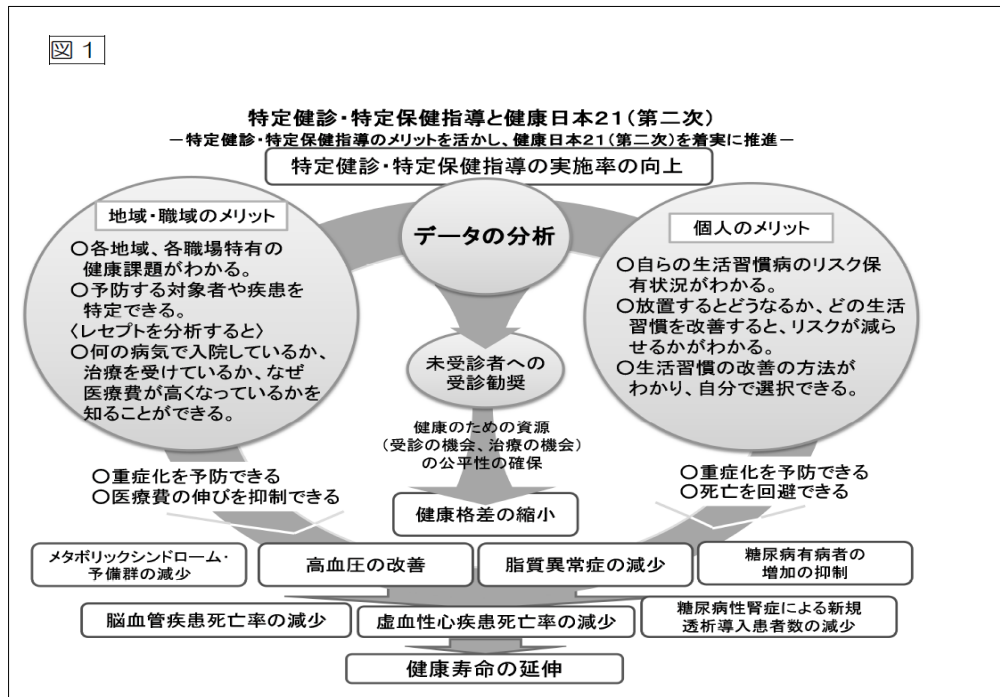 図１
特定健診・特定保健指導と健康日本２１（第二次）
－特定健診・特定保健指導のメリットを活かし、健康日本２１（第二次）を着実に推進－
特定健診・特定保健指導の実施率の向上
地域・職域のメリット
○各地域、各職場特有の
健康課題がわかる。
○予防する対象者や疾患を
特定できる。
〈レセプトを分析すると〉
○何の病気で入院しているか、
治療を受けているか、なぜ
医療費が高くなっているかを
知ることができる。
データの分析
個人のメリット
○自らの生活習慣病のリスク保
有状況がわかる。
○放置するとどうなるか、どの生活
習慣を改善すると、リスクが減ら
せるかがわかる。
○生活習慣の改善の方法が
わかり、自分で選択できる。
未受診者への
受診勧奨
健康のための資源
（受診の機会、治療の機会）
の公平性の確保
○重症化を予防できる
○医療費の伸びを抑制できる
○重症化を予防できる
○死亡を回避できる
健康格差の縮小
メタボリックシンドローム・
予備群の減少
高血圧の改善
脂質異常症の減少
糖尿病有病者の
増加の抑制
脳血管疾患死亡率の減少
虚血性心疾患死亡率の減少
糖尿病性腎症による新規
透析導入患者数の減少
健康寿命の延伸